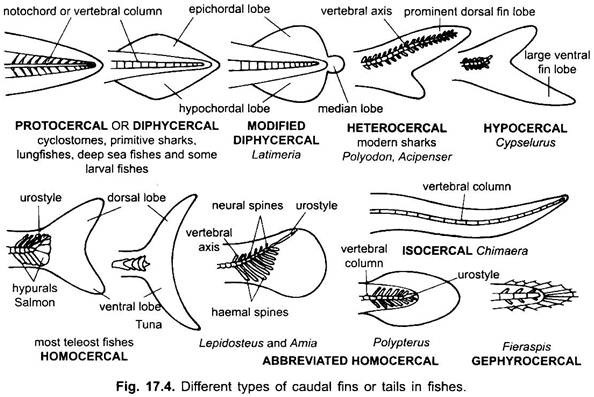 notochord or vertebral column
epichordal lobe
hypochordal lobe
PROTOCERCAL OR DIPHYCERCAL
cyclostomes, primitive sharks,
lungfishes, deep sea fishes and some
larval fishes
median lobe
MODIFIED
DIPHYCERCAL
Latimeria
vertebral axis
prominent dorsal fin lobe
HETEROCERCAL
modern sharks
Polyodon, Acipenser
large ventral
fin lobe
HYPOCERCAL
Cypselurus
urostyle
dorsal lobe
hypurals
Salmon
ventral lobe
Tuna
most teleost fishes
HOMOCERCAL
neural spines
urostyle
vertebral
axis
haemal spines
Lepidosteus and Amia
vertebral column
ISOCERCAL Chimaera
vertebral
column
urostyle
Polypterus
ABBREVIATED HOMOCERCAL
Fieraspis
GEPHYROCERCAL
Fig. 17.4. Different types of caudal fins or tails in fishes.